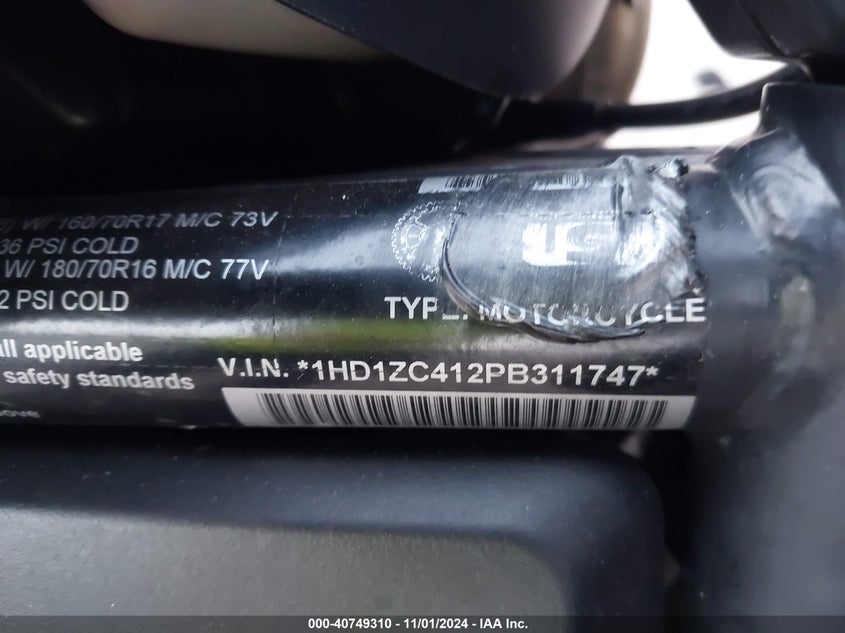 W/ 160/70R17 M/C 73V
36 PSI COLD
W/ 180/70R16 M/C 77V
2 PSI COLD
TYPE: MOTORCYCLE
all applicable
safety standards
V.I.N. *1HD1ZC412PB311747*
above
000-40749310 - 11/01/2024 - IAA Inc.